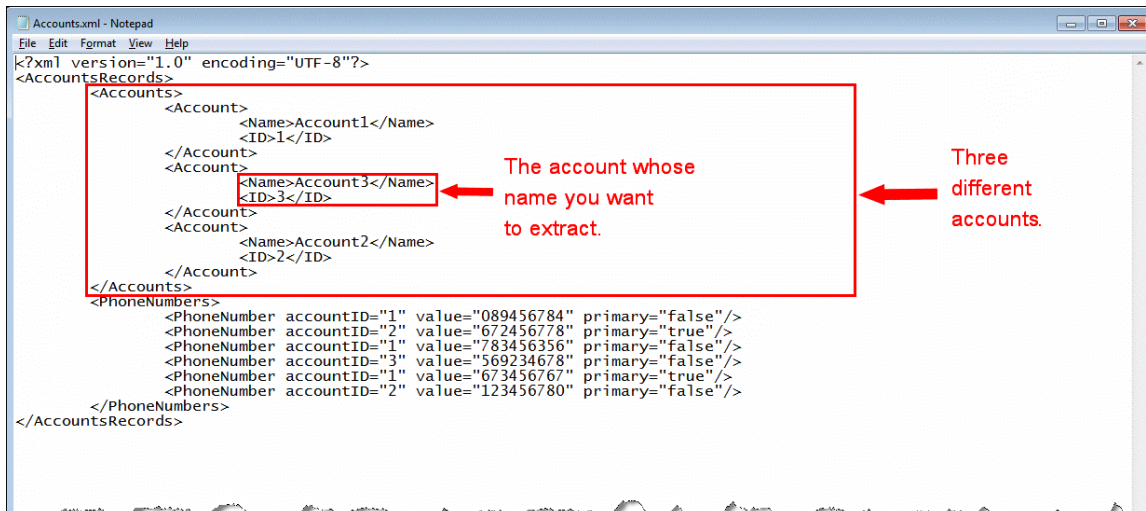 Accounts.xml - Notepad
File Edit Format View Help
<?xml version="1.0" encoding="UTF-8"?>
<AccountsRecords>
<Accounts>
<Account>
<Name>Account1</Name>
<ID>1</ID>
</Account>
<Account>
<Name>Account3</Name>
<ID>3</ID>
</Account>
<Account>
<Name>Account2</Name>
<ID>2</ID>
</Account>
</Accounts>
<PhoneNumbers>
<PhoneNumber accountID="1" value="089456784" primary="false"/>
<PhoneNumber accountID="2" value="672456778" primary="true"/>
<PhoneNumber accountID="1" value="783456356" primary="false"/>
<PhoneNumber accountID="3" value="569234678" primary="false"/>
<PhoneNumber accountID="1" value="673456767" primary="true"/>
<PhoneNumber accountID="2" value="123456780" primary="false"/>
</PhoneNumbers>
</AccountsRecords>
The account whose
name you want
to extract.
Three
different
accounts.